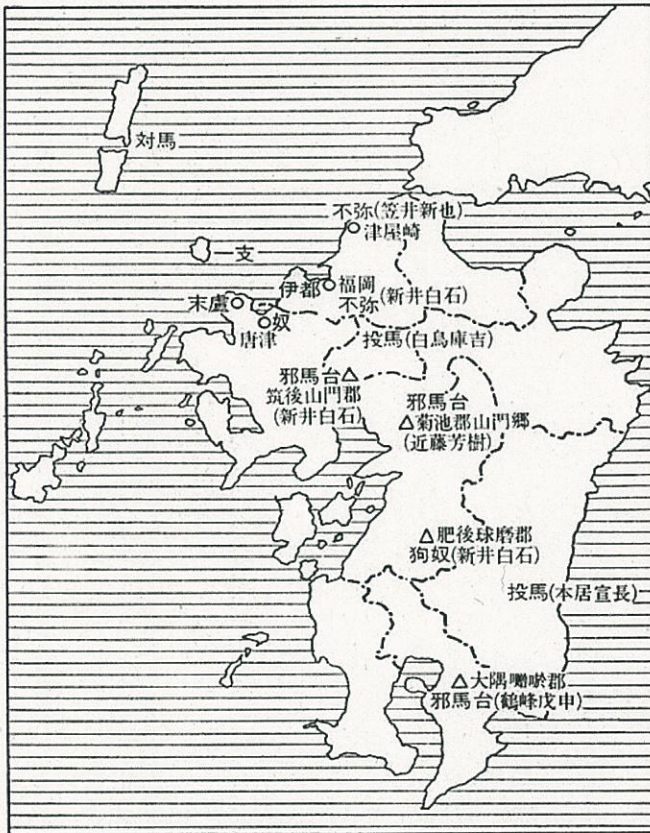 対馬
不弥(笠井新也)
津屋崎
一支
伊都
福岡
不弥(新井白石)
末盧
奴
唐津
投馬(白鳥庫吉)
邪馬台
筑後山門郡
(新井白石)
邪馬台
菊池郡山門郷
(近藤芳樹)
肥後球磨郡
狗奴(新井白石)
投馬(本居宣長)
大隅囎唹郡
邪馬台(鶴峰戊申)